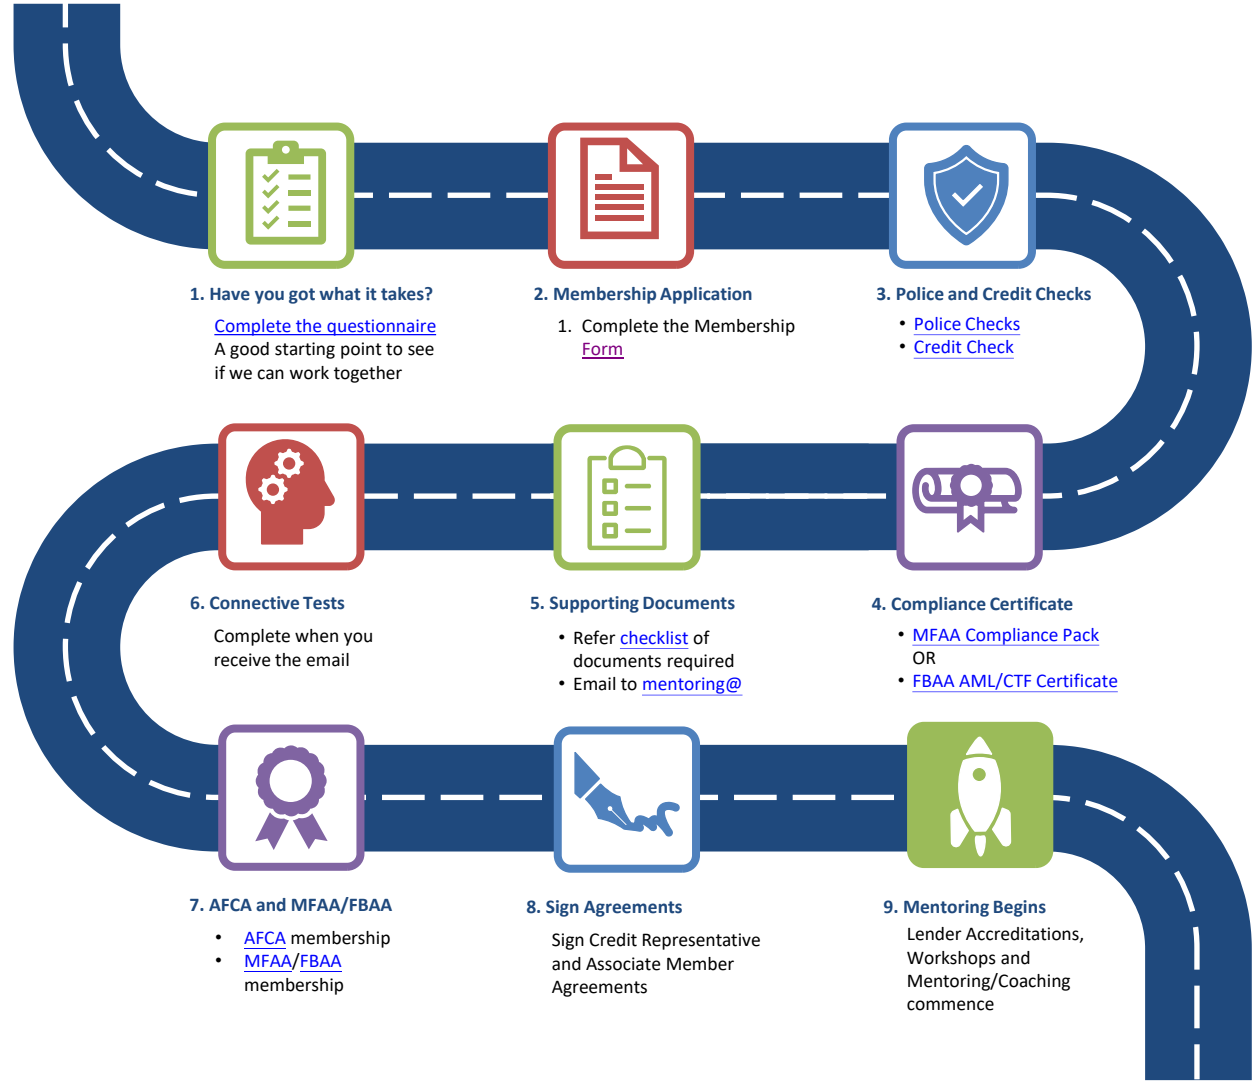 1. Have you got what it takes?
Complete the questionnaire
A good starting point to see
if we can work together
2. Membership Application
1. Complete the Membership
Form
3. Police and Credit Checks
• Police Checks
• Credit Check
4. Compliance Certificate
• MFAA Compliance Pack
OR
• FBAA AML/CTF Certificate
5. Supporting Documents
• Refer checklist of
documents required
• Email to mentoring@
6. Connective Tests
Complete when you
receive the email
7. AFCA and MFAA/FBAA
• AFCA membership
• MFAA/FBAA
membership
8. Sign Agreements
Sign Credit Representative
and Associate Member
Agreements
9. Mentoring Begins
Lender Accreditations,
Workshops and
Mentoring/Coaching
commence